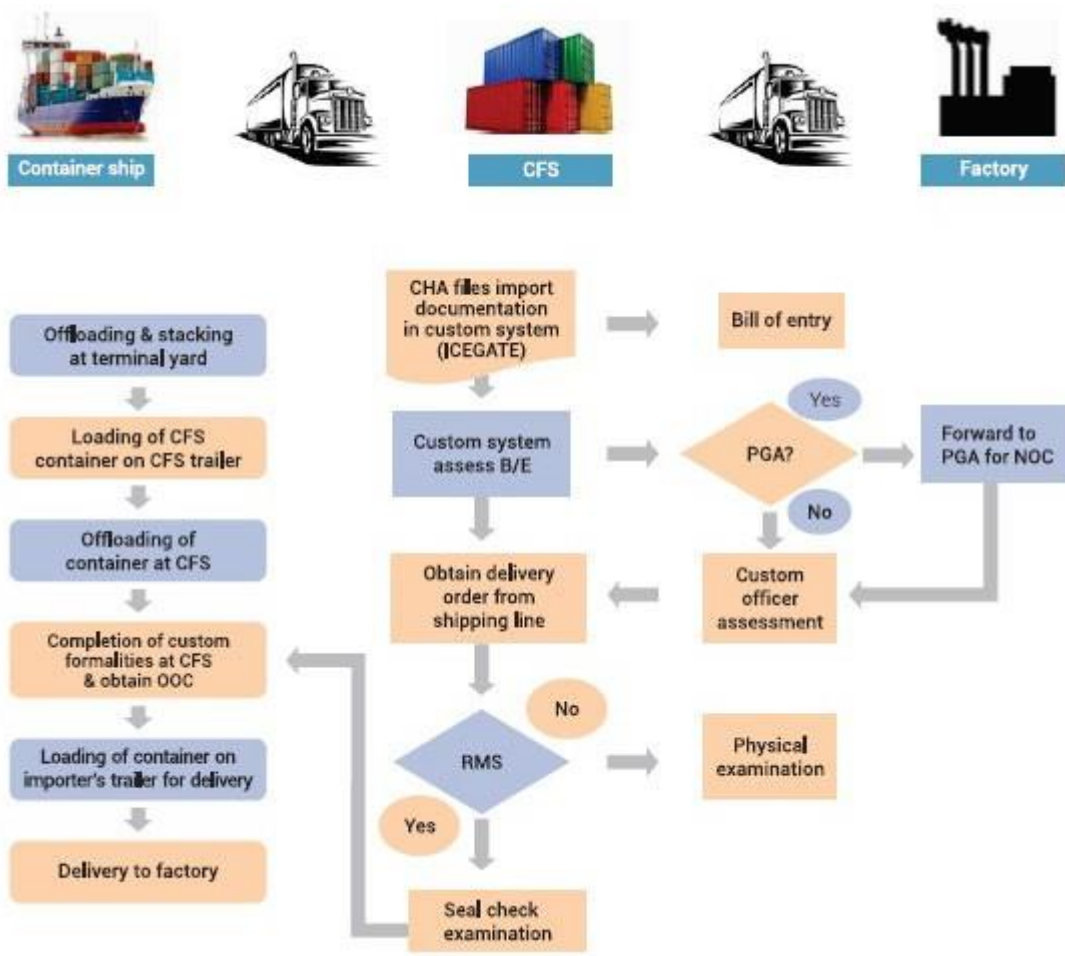 Container ship
CFS
Factory
Offloading & stacking
at terminal yard
Loading of CFS
container on CFS trailer
Offloading of
container at CFS
Completion of custom
formalities at CFS
& obtain OOC
Loading of container on
importer's trailer for delivery
Delivery to factory
CHA files import
documentation
in custom system
(ICEGATE)
Bill of entry
Custom system
assess B/E
PGA?
Yes
No
Forward to
PGA for NOC
Custom
officer
assessment
Obtain delivery
order from
shipping line
RMS
No
Yes
Physical
examination
Seal check
examination